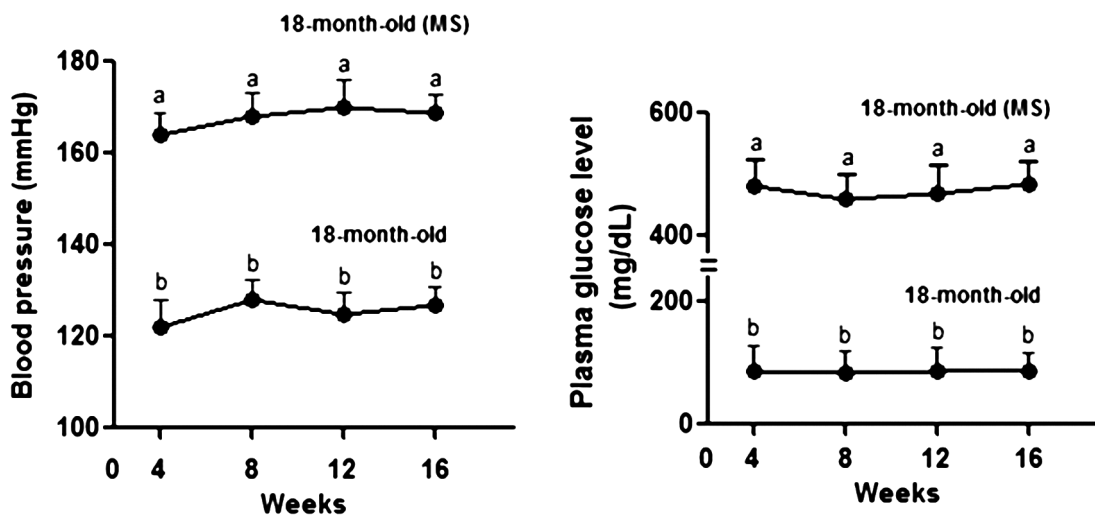 18-month-old (MS)
180
160
140
120
100
Blood pressure (mmHg)
a a a a
18-month-old
b b b b
0 4 8 12 16
Weeks
18-month-old (MS)
600
400
200
0
Plasma glucose level
(mg/dL)
a a a a
18-month-old
b b b b
0 4 8 12 16
Weeks